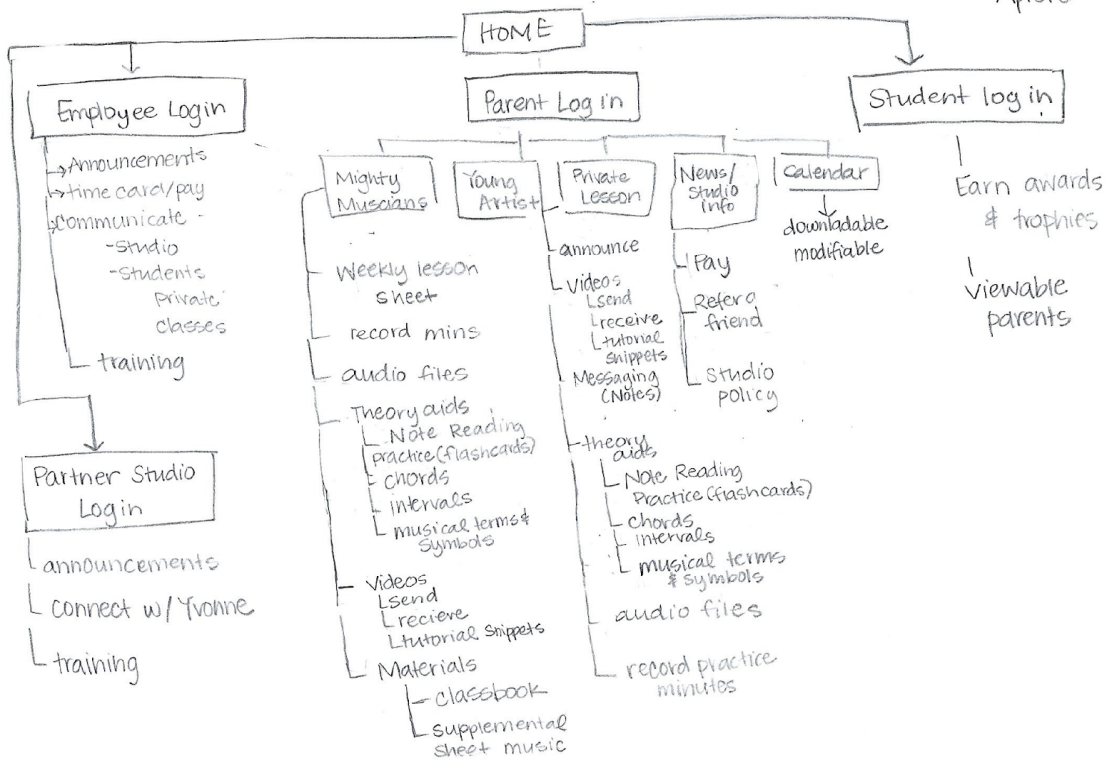 HOME
Employee Login
Announcements
time card/pay
communicate -
-Studio
-Students
private
classes
training
Partner Studio
Login
announcements
connect w/ Yvonne
training
Parent Log in
Mighty
Muscians
Weekly lesson
sheet
record mins
audio files
Theory aids
Note Reading
practice (flashcards)
chords
intervals
musical terms &
symbols
Videos
send
recieve
tutorial snippets
Materials
classbook
supplemental
sheet music
Young
Artist
Private
Lesson
announce
Videos
send
receive
tutorial
snippets
Messaging
(Notes)
theory
aids
Note Reading
Practice (flashcards)
chords
intervals
musical terms
& symbols
audio files
record practice
minutes
News/
Studio
info
Pay
Refer a
friend
Studio
policy
Calendar
downladable
modifiable
Student log in
Earn awards
& trophies
viewable
parents